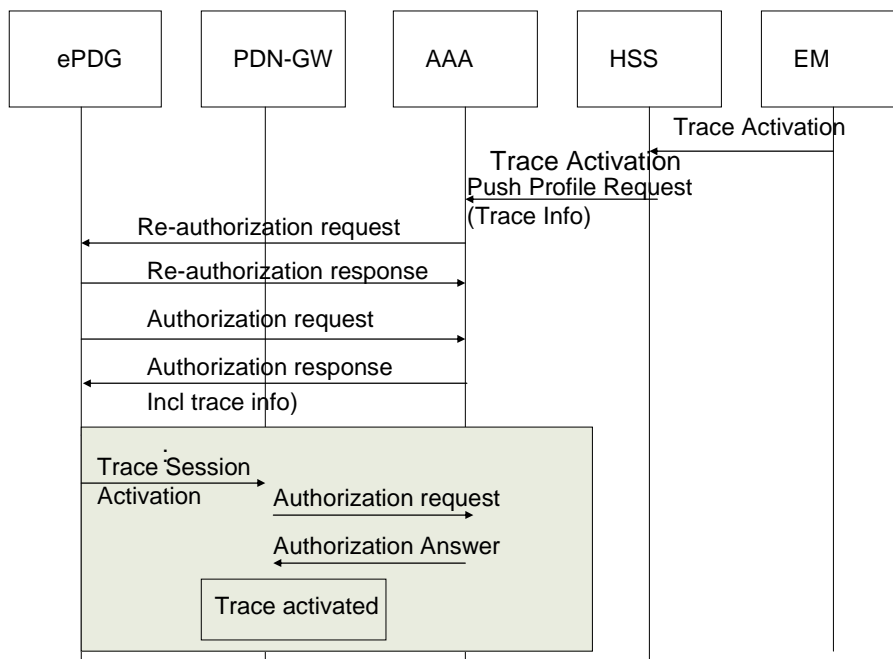 ePDG
PDN-GW
AAA
HSS
EM
Trace Activation
Trace Activation
Push Profile Request
(Trace Info)
Re-authorization request
Re-authorization response
Authorization request
Authorization response
Incl trace info)
:
Trace Session
Activation
Authorization request
Authorization Answer
Trace activated